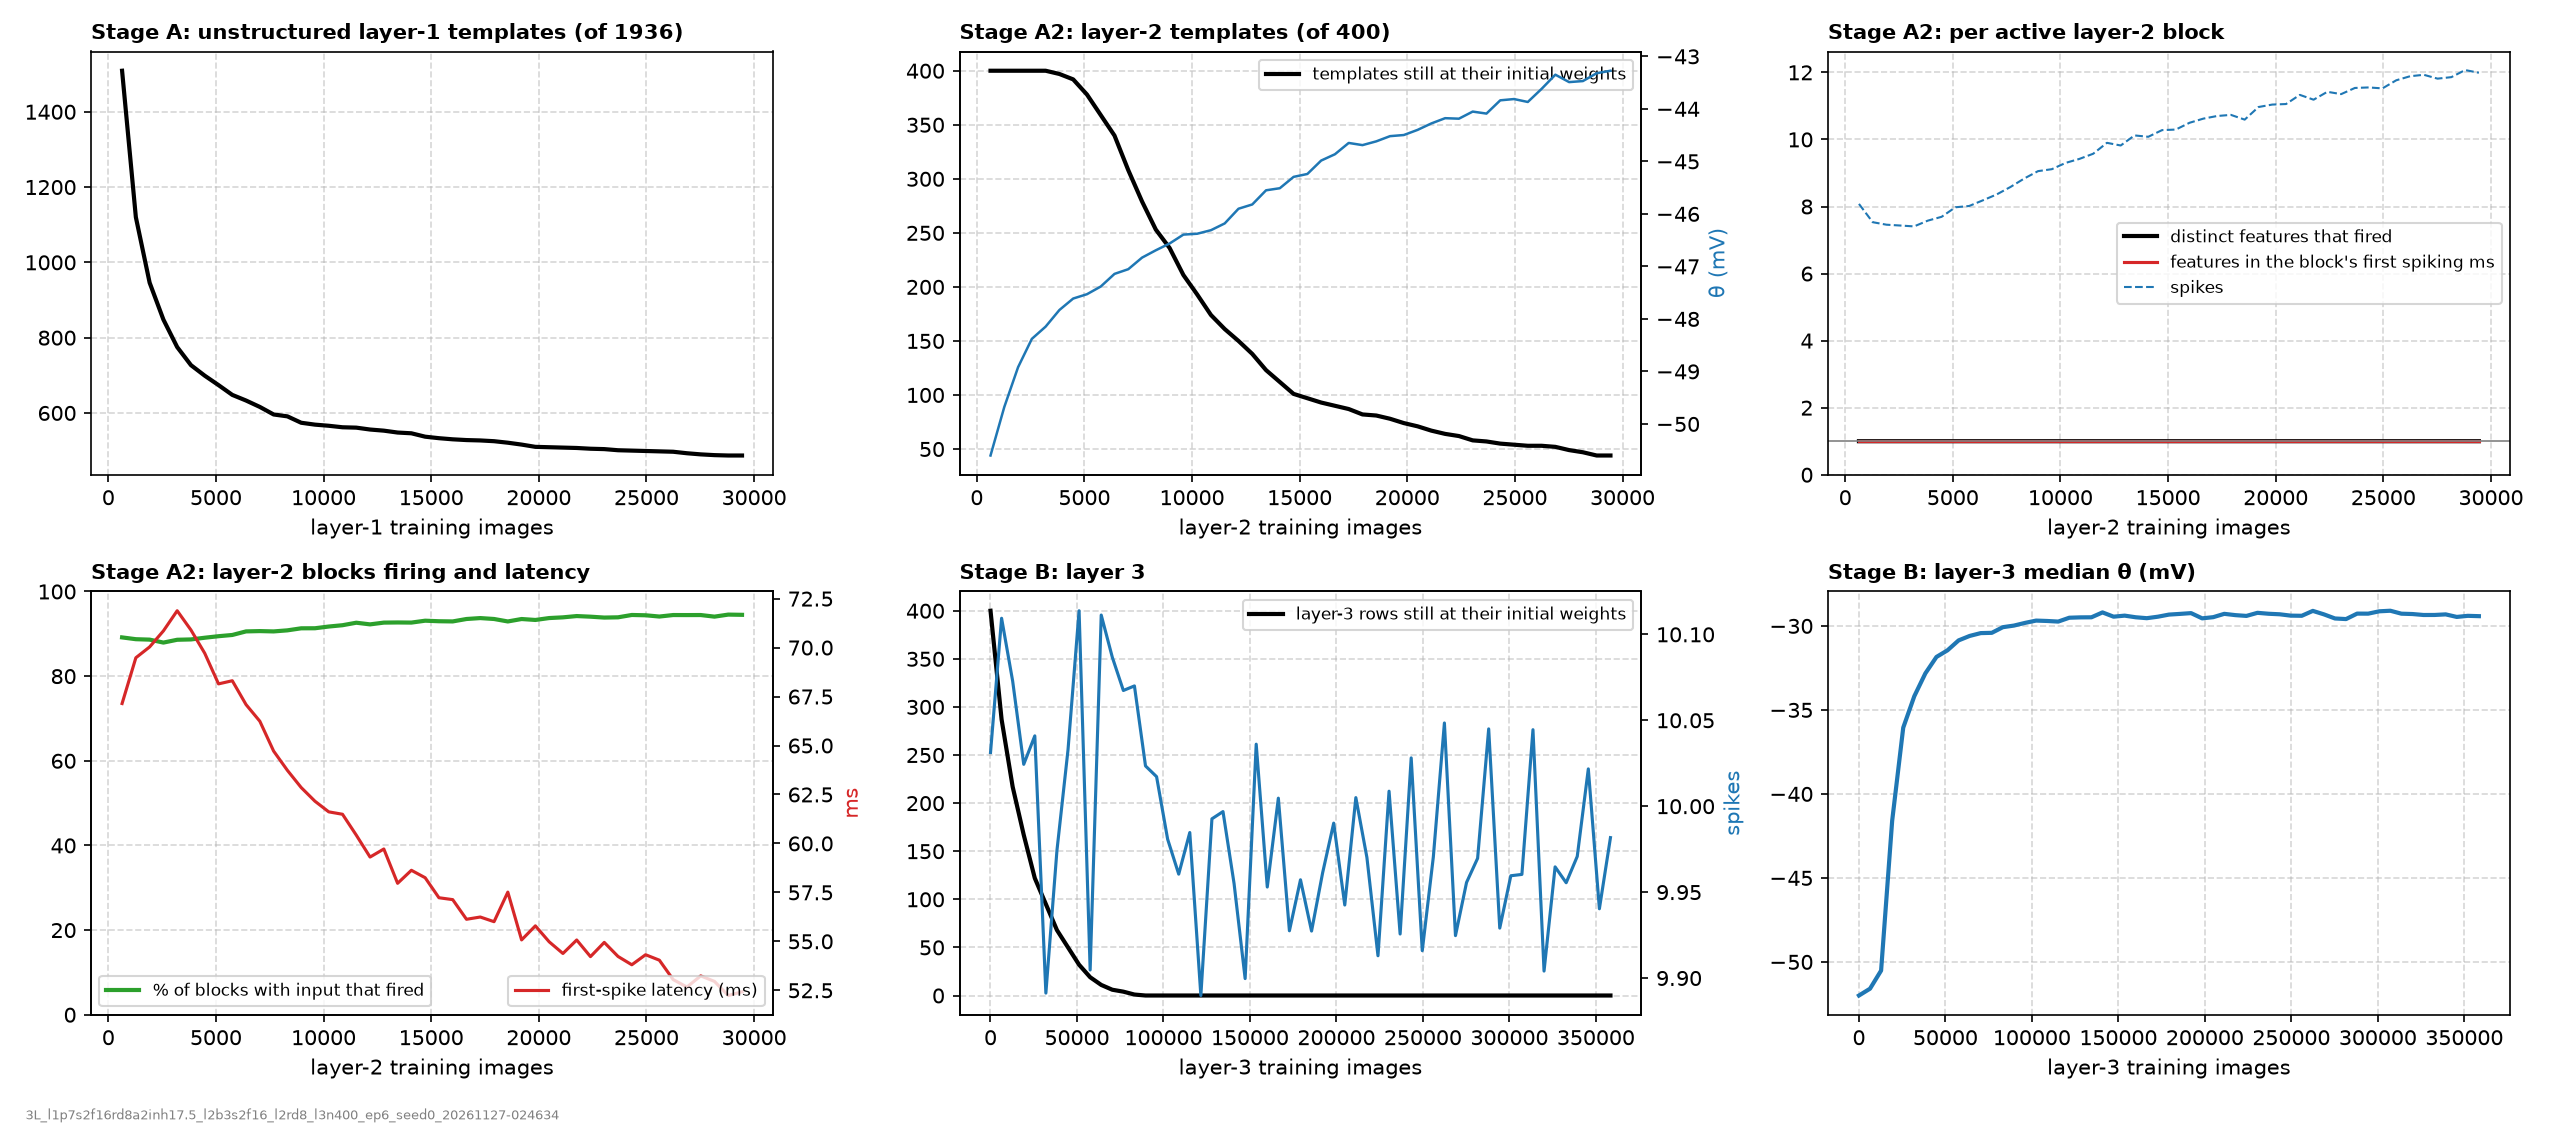 Stage A: unstructured layer-1 templates (of 1936)
1400
1200
1000
800
600
0 5000 10000 15000 20000 25000 30000
layer-1 training images
Stage A2: layer-2 templates (of 400)
templates still at their initial weights
400
350
300
250
200
150
100
50
−43
−44
−45
−46
−47
−48
−49
−50
θ (mV)
0 5000 10000 15000 20000 25000 30000
layer-2 training images
Stage A2: per active layer-2 block
12
10
8
6
4
2
0
distinct features that fired
features in the block's first spiking ms
spikes
0 5000 10000 15000 20000 25000 30000
layer-2 training images
Stage A2: layer-2 blocks firing and latency
100
80
60
40
20
0
72.5
70.0
67.5
65.0
62.5
60.0
57.5
55.0
52.5
ms
% of blocks with input that fired
first-spike latency (ms)
0 5000 10000 15000 20000 25000 30000
layer-2 training images
Stage B: layer 3
layer-3 rows still at their initial weights
400
350
300
250
200
150
100
50
0
10.10
10.05
10.00
9.95
9.90
spikes
0 50000 100000 150000 200000 250000 300000 350000
layer-3 training images
Stage B: layer-3 median θ (mV)
−30
−35
−40
−45
−50
0 50000 100000 150000 200000 250000 300000 350000
layer-3 training images
3L_l1p7s2f16rd8a2inh17.5_l2b3s2f16_l2rd8_l3n400_ep6_seed0_20261127-024634